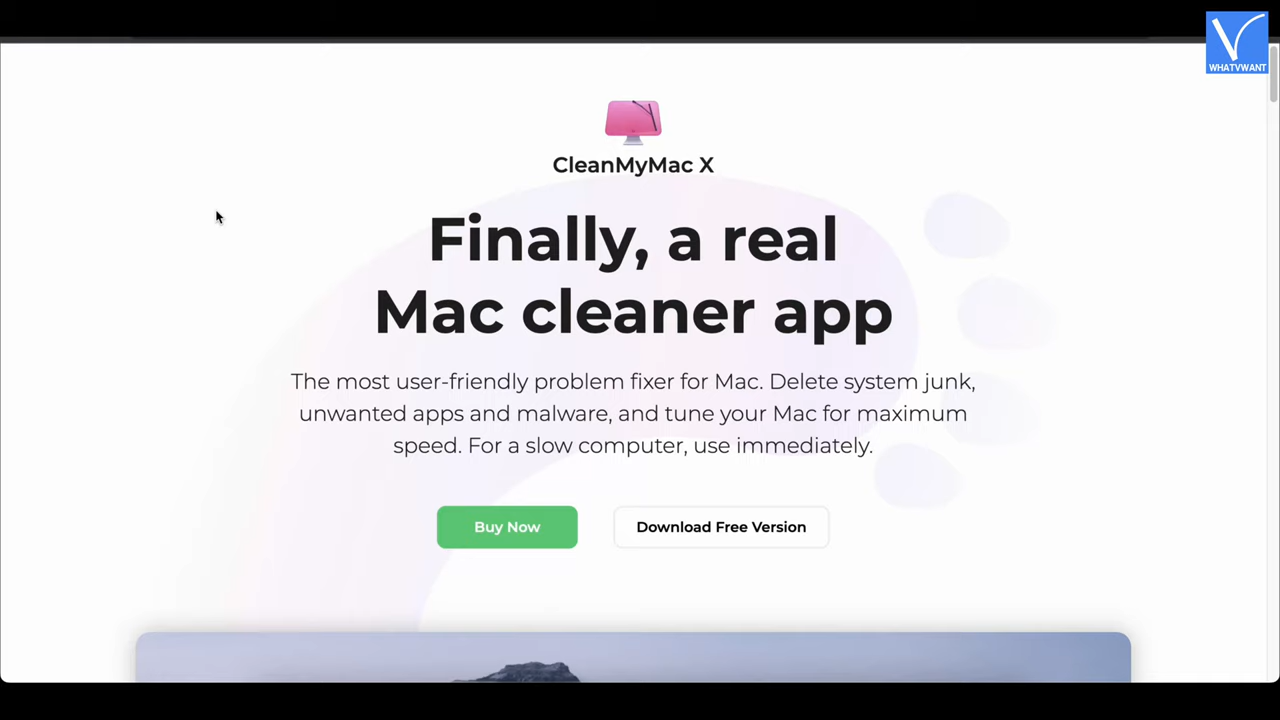 WHATVWANT
CleanMyMac X
Finally, a real
Mac cleaner app
The most user-friendly problem fixer for Mac. Delete system junk,
unwanted apps and malware, and tune your Mac for maximum
speed. For a slow computer, use immediately.
Buy Now
Download Free Version